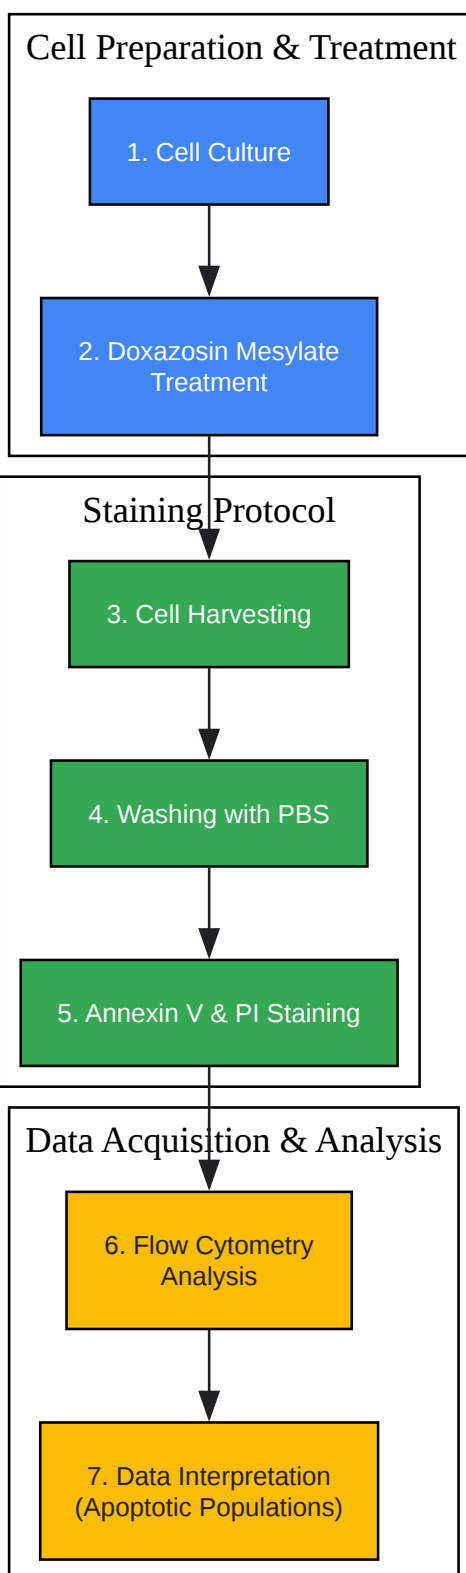 Cell Preparation & Treatment
1. Cell Culture
2. Doxazosin Mesylate
Treatment
Staining Protocol
3. Cell Harvesting
4. Washing with PBS
5. Annexin V & PI Staining
Data Acquisition & Analysis
6. Flow Cytometry
Analysis
7. Data Interpretation
(Apoptotic Populations)